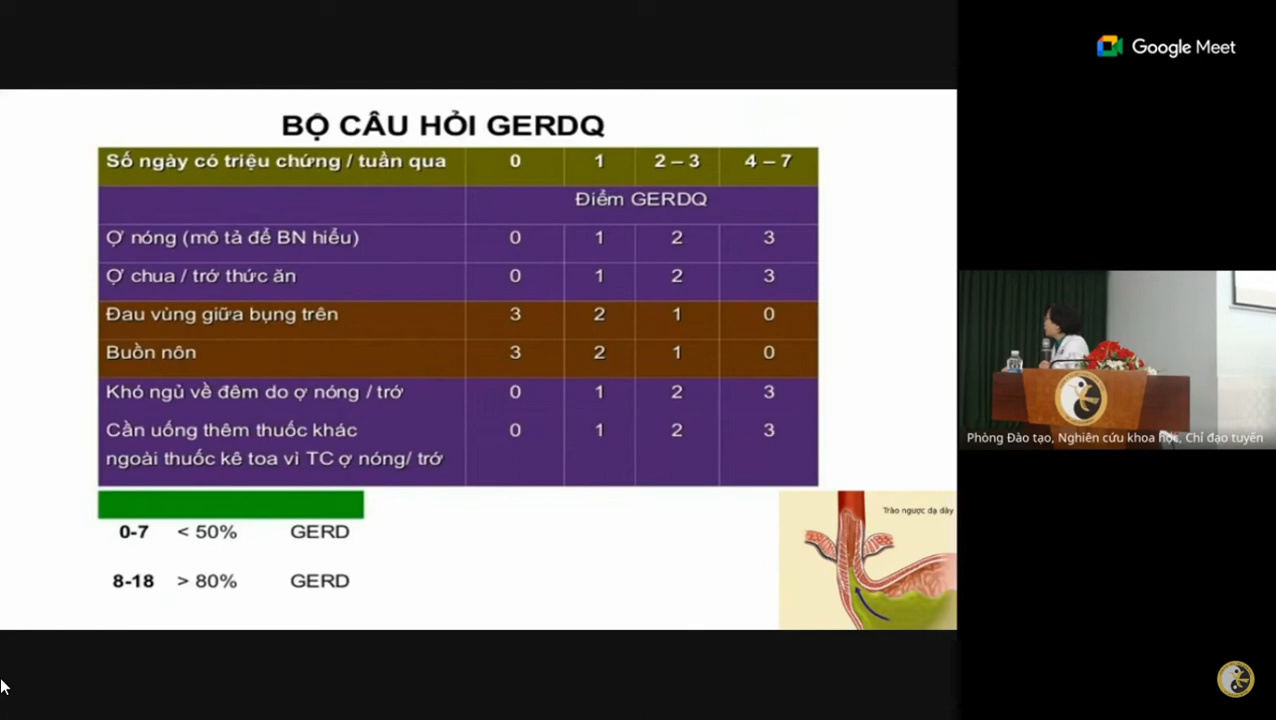 Google Meet
BỘ CÂU HỎI GERDQ
Số ngày có triệu chứng / tuần qua 0 1 2 – 3 4 – 7
Điểm GERDQ
Ợ nóng (mô tả để BN hiểu) 0 1 2 3
Ợ chua / trớ thức ăn 0 1 2 3
Đau vùng giữa bụng trên 3 2 1 0
Buồn nôn 3 2 1 0
Khó ngủ về đêm do ợ nóng / trớ 0 1 2 3
Cần uống thêm thuốc khác 0 1 2 3
ngoài thuốc kê toa vì TC ợ nóng/ trớ
0-7 < 50% GERD
8-18 > 80% GERD
Trào ngược dạ dày
Phòng Đào tạo, Nghiên cứu khoa học, Chỉ đạo tuyến